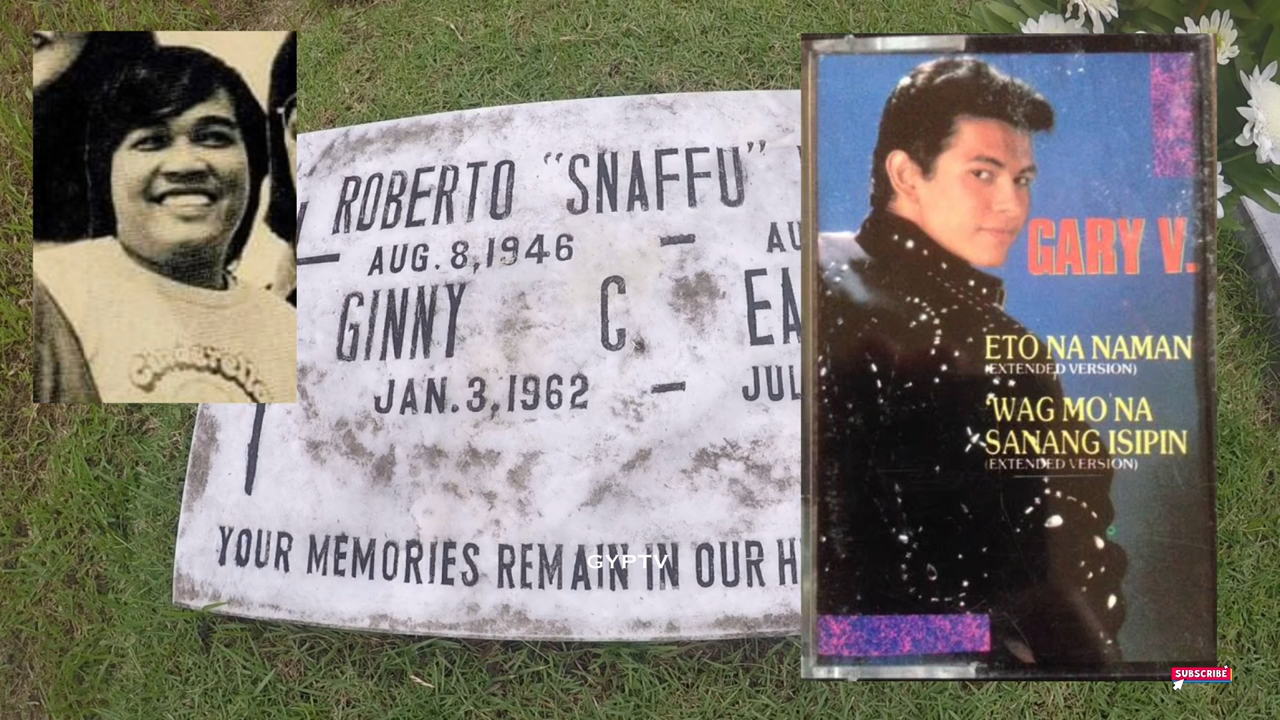 ROBERTO "SNAFFU"
AUG. 8, 1946 –
GINNY C.
JAN. 3, 1962 –
YOUR MEMORIES REMAIN IN OUR
GYPTV
GARY V.
ETO NA NAMAN
(EXTENDED VERSION)
'WAG MO NA
SANANG ISIPIN
(EXTENDED VERSION)
SUBSCRIBE